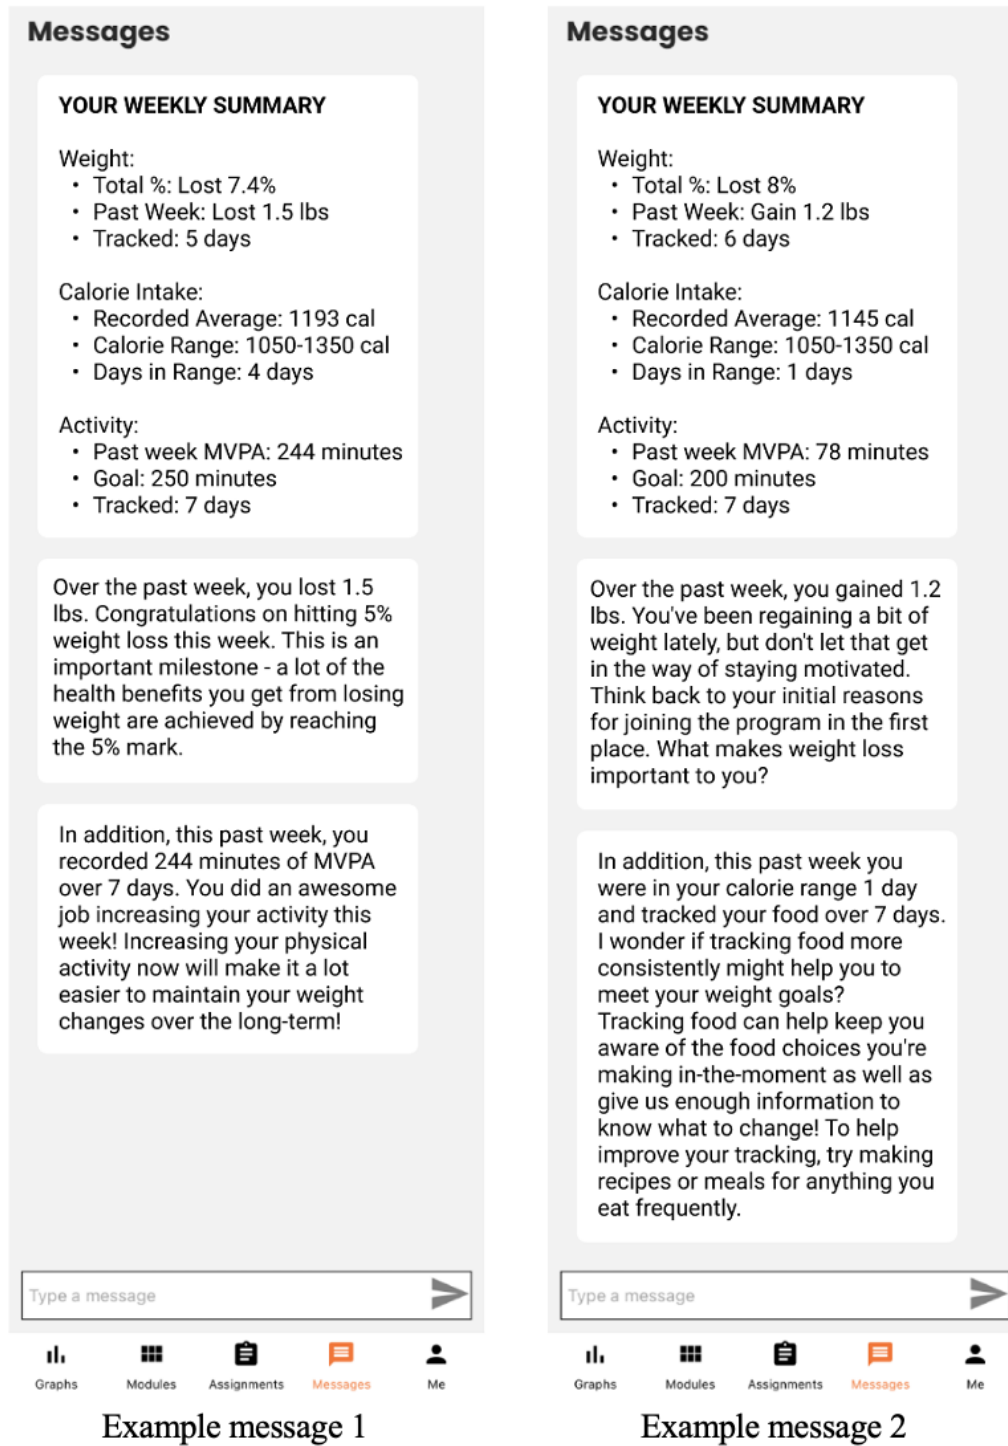 Messages
YOUR WEEKLY SUMMARY
Weight:
• Total %: Lost 7.4%
• Past Week: Lost 1.5 lbs
• Tracked: 5 days
Calorie Intake:
• Recorded Average: 1193 cal
• Calorie Range: 1050-1350 cal
• Days in Range: 4 days
Activity:
• Past week MVPA: 244 minutes
• Goal: 250 minutes
• Tracked: 7 days
Over the past week, you lost 1.5
lbs. Congratulations on hitting 5%
weight loss this week. This is an
important milestone - a lot of the
health benefits you get from losing
weight are achieved by reaching
the 5% mark.
In addition, this past week, you
recorded 244 minutes of MVPA
over 7 days. You did an awesome
job increasing your activity this
week! Increasing your physical
activity now will make it a lot
easier to maintain your weight
changes over the long-term!
Type a message
Graphs
Modules
Assignments
Messages
Me
Example message 1
Messages
YOUR WEEKLY SUMMARY
Weight:
• Total %: Lost 8%
• Past Week: Gain 1.2 lbs
• Tracked: 6 days
Calorie Intake:
• Recorded Average: 1145 cal
• Calorie Range: 1050-1350 cal
• Days in Range: 1 days
Activity:
• Past week MVPA: 78 minutes
• Goal: 200 minutes
• Tracked: 7 days
Over the past week, you gained 1.2
lbs. You've been regaining a bit of
weight lately, but don't let that get
in the way of staying motivated.
Think back to your initial reasons
for joining the program in the first
place. What makes weight loss
important to you?
In addition, this past week you
were in your calorie range 1 day
and tracked your food over 7 days.
I wonder if tracking food more
consistently might help you to
meet your weight goals?
Tracking food can help keep you
aware of the food choices you're
making in-the-moment as well as
give us enough information to
know what to change! To help
improve your tracking, try making
recipes or meals for anything you
eat frequently.
Type a message
Graphs
Modules
Assignments
Messages
Me
Example message 2